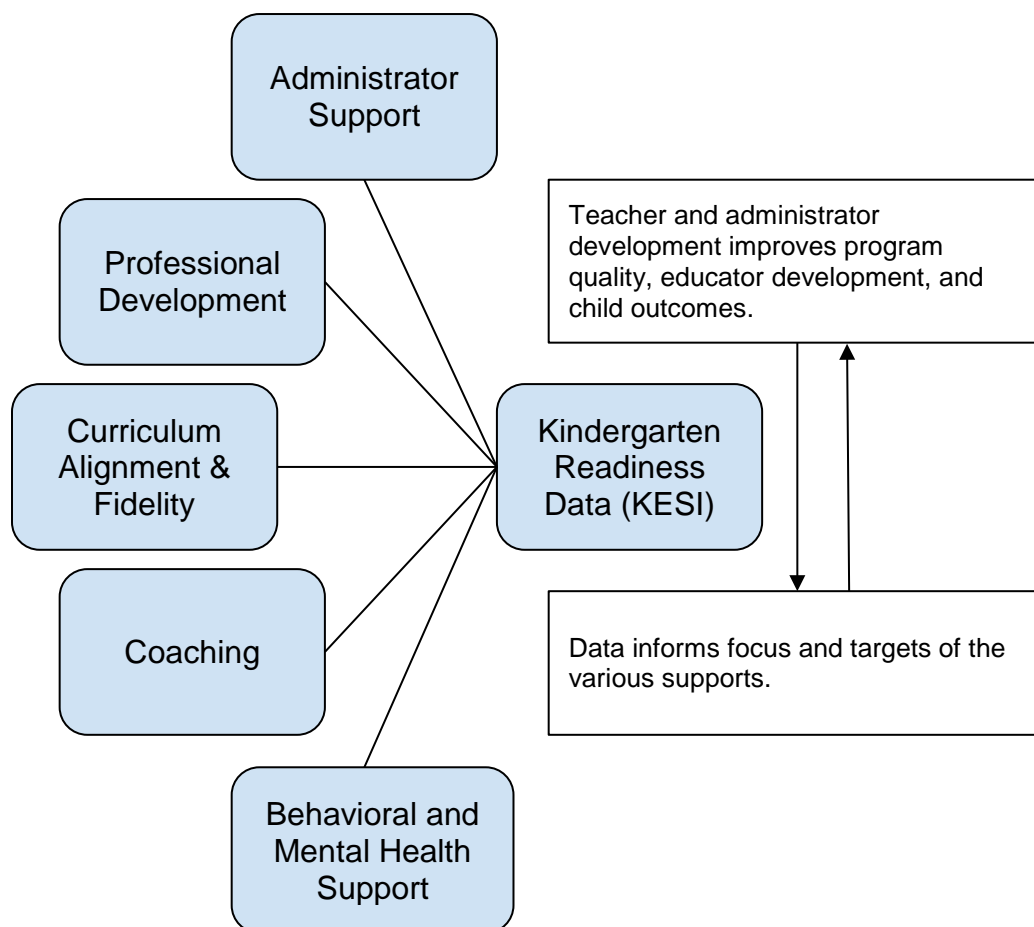 Administrator
Support
Professional
Development
Curriculum
Alignment &
Fidelity
Coaching
Behavioral and
Mental Health
Support
Kindergarten
Readiness
Data (KESI)
Teacher and administrator
development improves program
quality, educator development, and
child outcomes.
Data informs focus and targets of the
various supports.